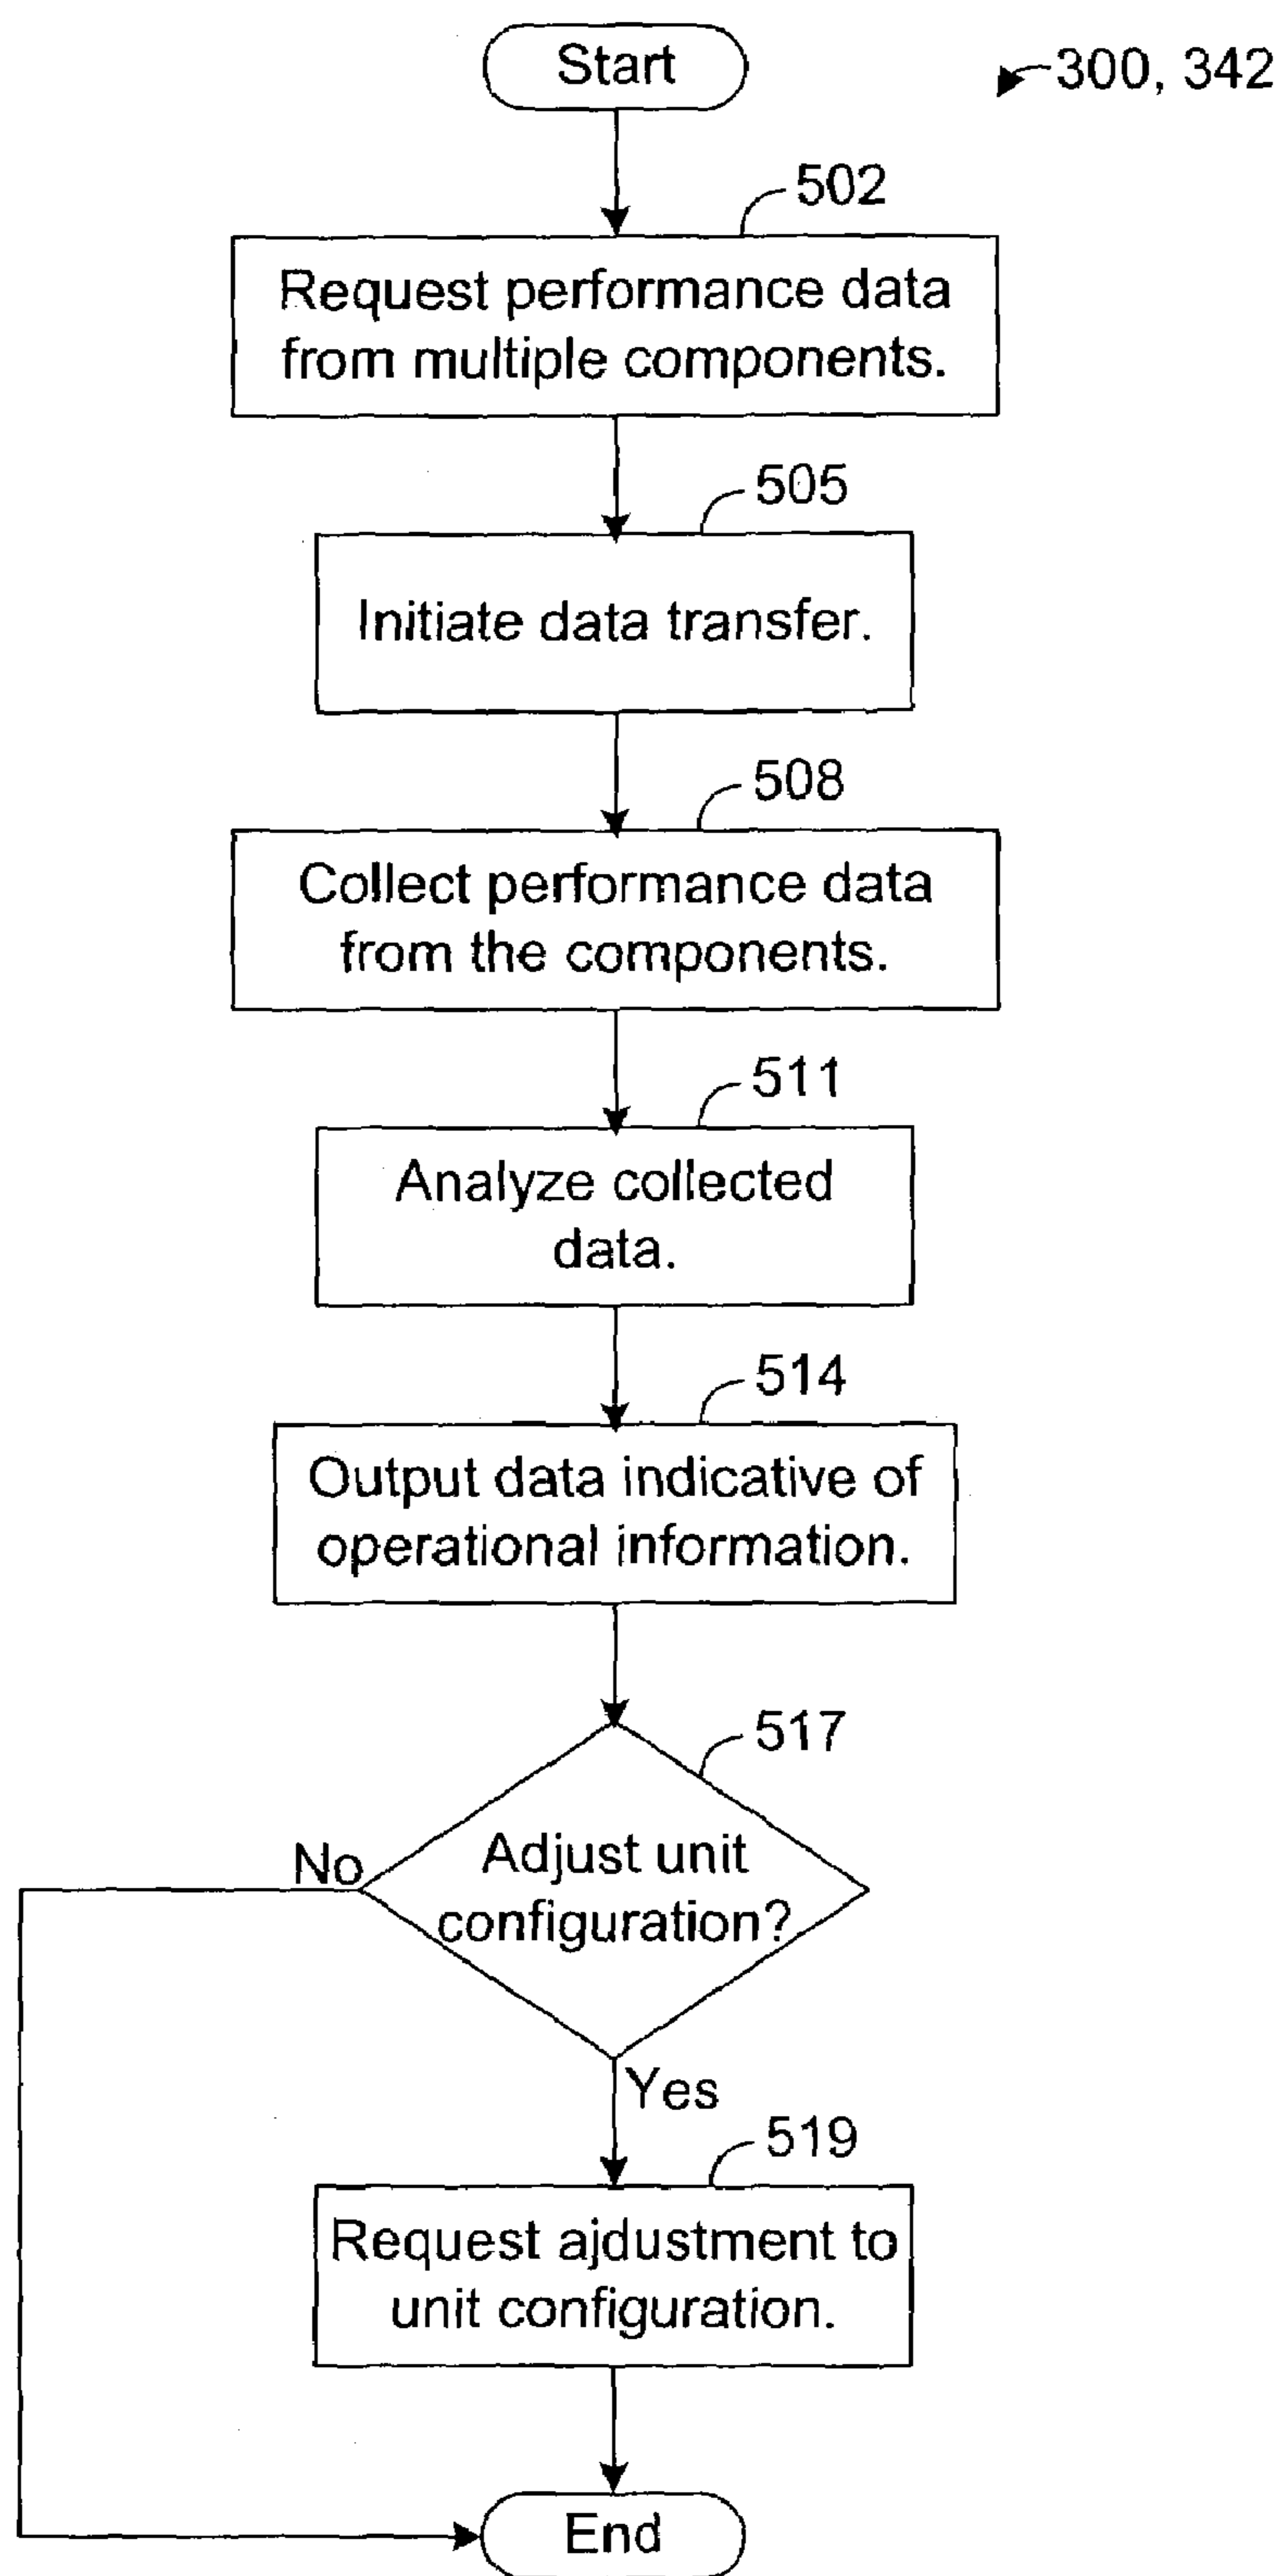 Start
300, 342
502
Request performance data
from multiple components.
505
Initiate data transfer.
508
Collect performance data
from the components.
511
Analyze collected
data.
514
Output data indicative of
operational information.
517
Adjust unit
configuration?
No
Yes
519
Request ajdustment to
unit configuration.
End